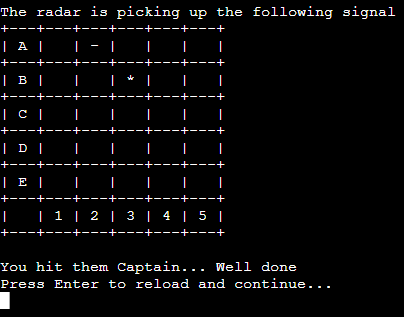 The radar is picking up the following signal
+---+---+---+---+---+---+
| A |   | - |   |   |   |
+---+---+---+---+---+---+
| B |   |   | * |   |   |
+---+---+---+---+---+---+
| C |   |   |   |   |   |
+---+---+---+---+---+---+
| D |   |   |   |   |   |
+---+---+---+---+---+---+
| E |   |   |   |   |   |
+---+---+---+---+---+---+
|   | 1 | 2 | 3 | 4 | 5 |
+---+---+---+---+---+---+
You hit them Captain... Well done
Press Enter to reload and continue...